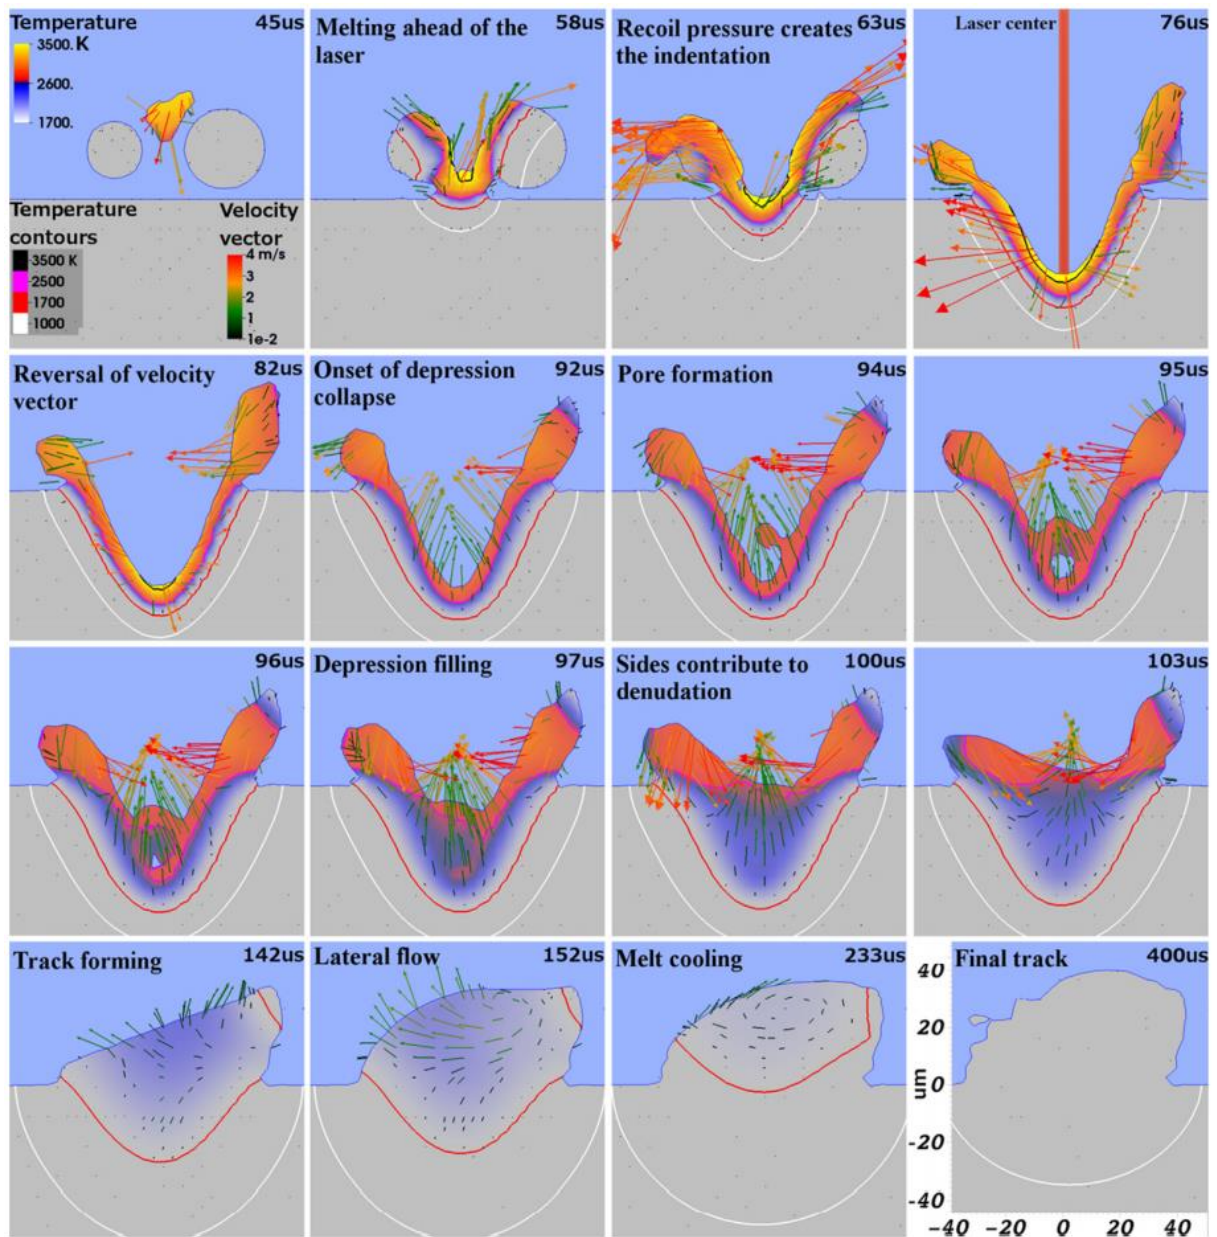 Temperature
45us
3500. K
2600.
1700.
Temperature
contours
3500 K
2500
1700
1000
Velocity
vector
4 m/s
3
2
1
1e-2
Melting ahead of the
laser
58us
Recoil pressure creates
the indentation
63us
Laser center
76us
Reversal of velocity
vector
82us
Onset of depression
collapse
92us
Pore formation
94us
95us
96us
Depression filling
97us
Sides contribute to
denudation
100us
103us
Track forming
142us
Lateral flow
152us
Melt cooling
233us
Final track
400us
40
20
0
-20
-40
um
-40 -20 0 20 40